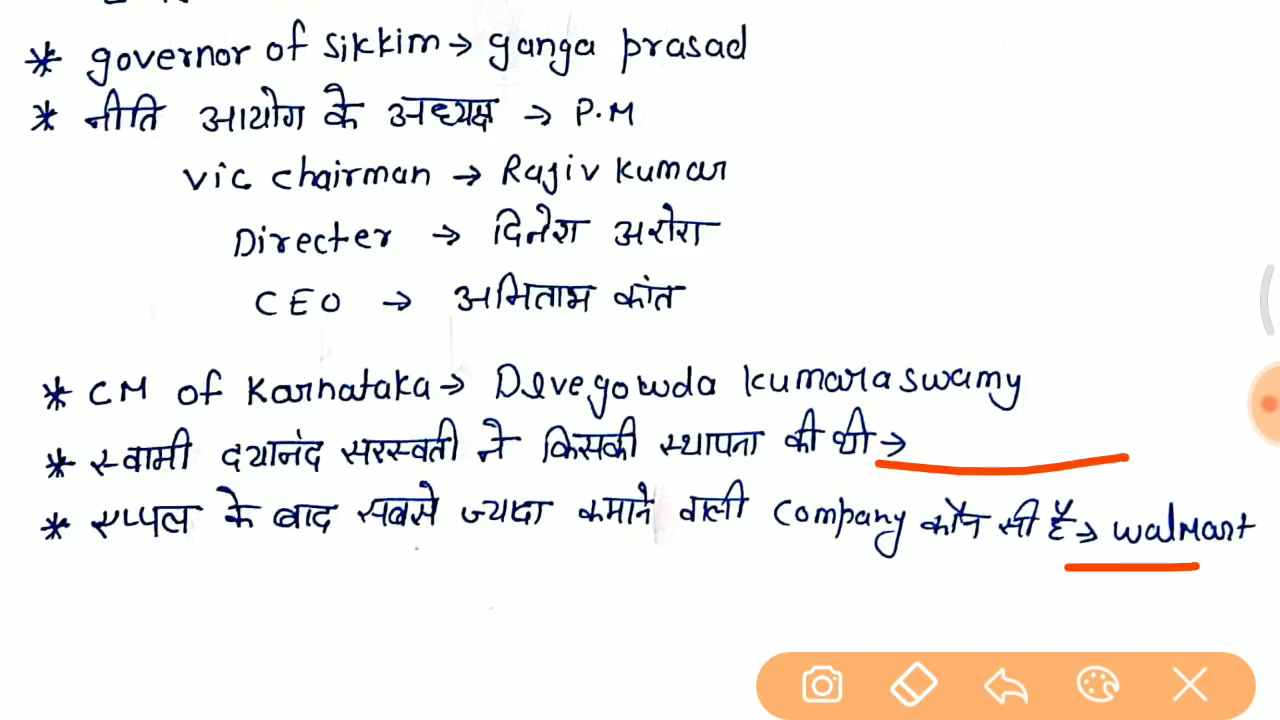 * governor of sikkim → ganga prasad
* नीति आयोग के अध्यक्ष → P.M
vic chairman → Rajiv kumar
Directer → दिनेश अरोरा
CEO → अमिताभ कांत
* CM of Karnataka → Devegowda kumaraswamy
* स्वामी दयानंद सरस्वती ने किसकी स्थापना की थी →
* एप्पल के बाद सबसे ज्यदा कमाने वाली company कौन सी है → walmart